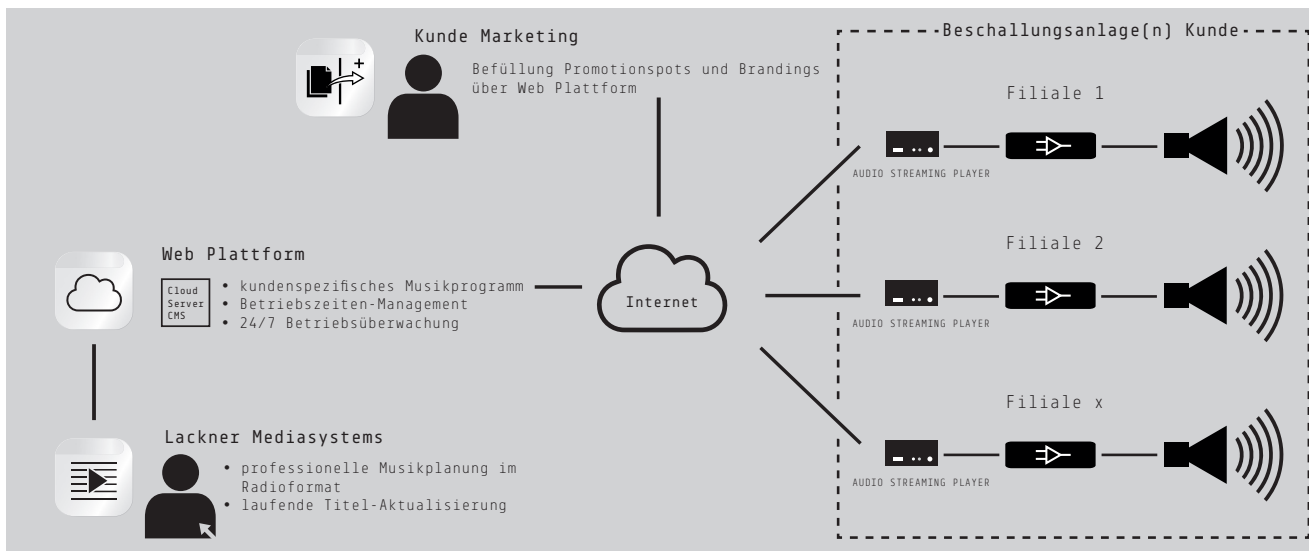 Beschallungsanlage(n) Kunde
Kunde Marketing
Befüllung Promotionspots und Brandings
über Web Plattform
Filiale 1
AUDIO STREAMING PLAYER
Web Plattform
Cloud
Server
CMS
• kundenspezifisches Musikprogramm
• Betriebszeiten-Management
• 24/7 Betriebsüberwachung
Internet
Filiale 2
AUDIO STREAMING PLAYER
Lackner Mediasystems
• professionelle Musikplanung im
Radioformat
• laufende Titel-Aktualisierung
Filiale x
AUDIO STREAMING PLAYER